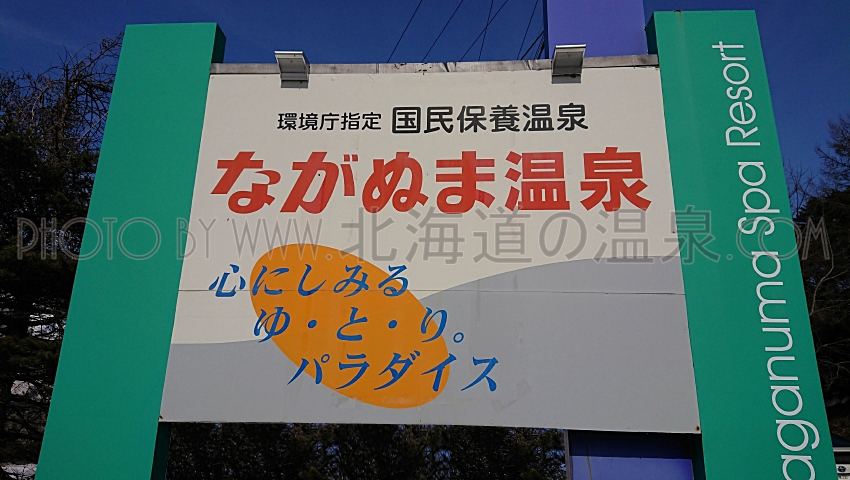 環境庁指定 国民保養温泉
ながぬま温泉
心にしみる
ゆ・と・り。
パラダイス
aganuma Spa Resort
PHOTO BY WWW.北海道の温泉.COM